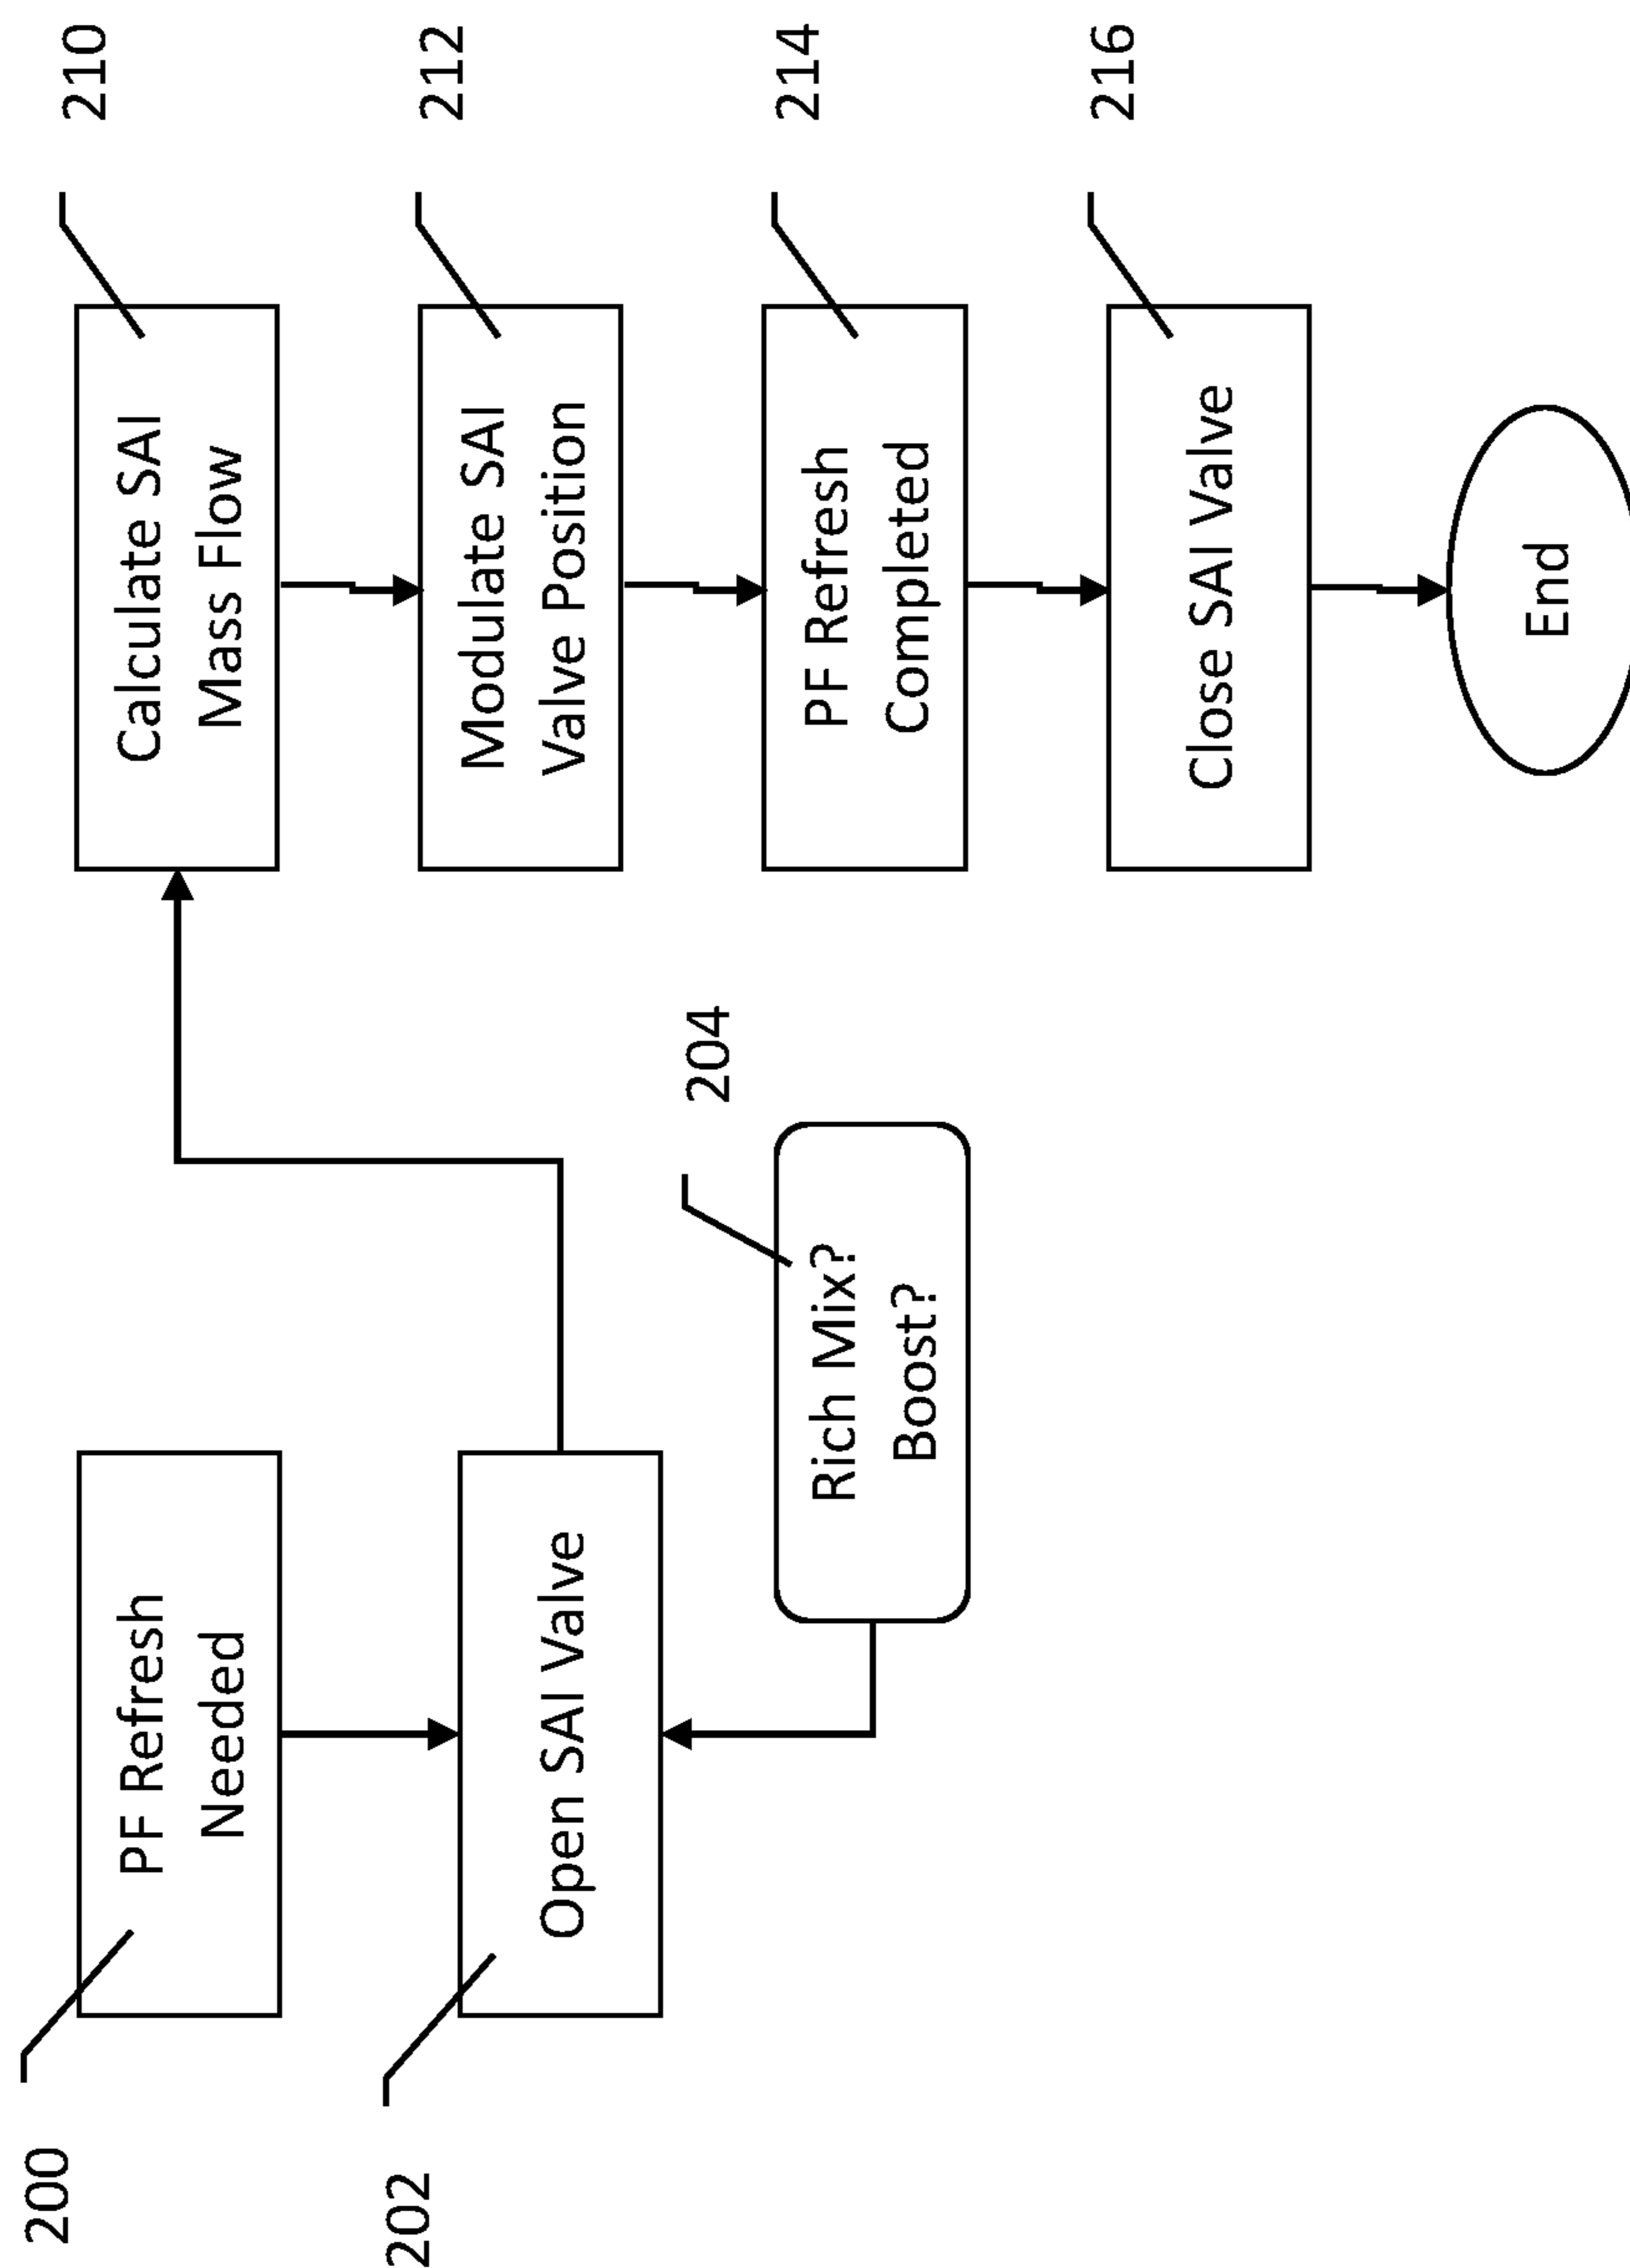 200
PF Refresh
Needed
202
Open SAI Valve
204
Rich Mix?
Boost?
210
Calculate SAI
Mass Flow
212
Modulate SAI
Valve Position
214
PF Refresh
Completed
216
Close SAI Valve
End